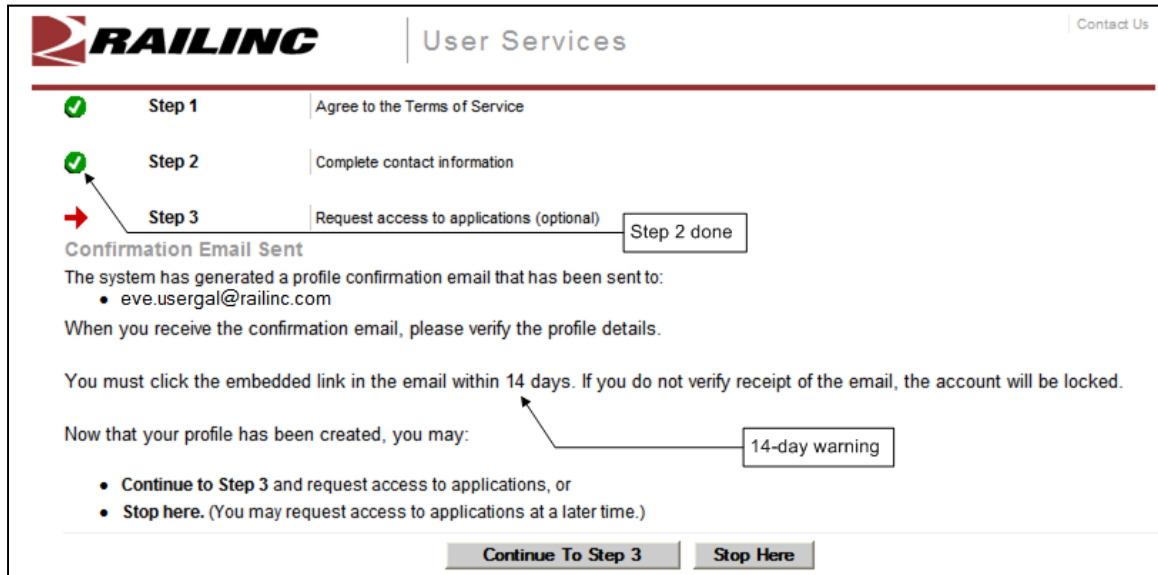 RAILINC
User Services
Contact Us
Step 1
Agree to the Terms of Service
Step 2
Complete contact information
Step 3
Request access to applications (optional)
Step 2 done
Confirmation Email Sent
The system has generated a profile confirmation email that has been sent to:
• eve.usergal@railinc.com
When you receive the confirmation email, please verify the profile details.
You must click the embedded link in the email within 14 days. If you do not verify receipt of the email, the account will be locked.
Now that your profile has been created, you may:
14-day warning
• Continue to Step 3 and request access to applications, or
• Stop here. (You may request access to applications at a later time.)
Continue To Step 3
Stop Here